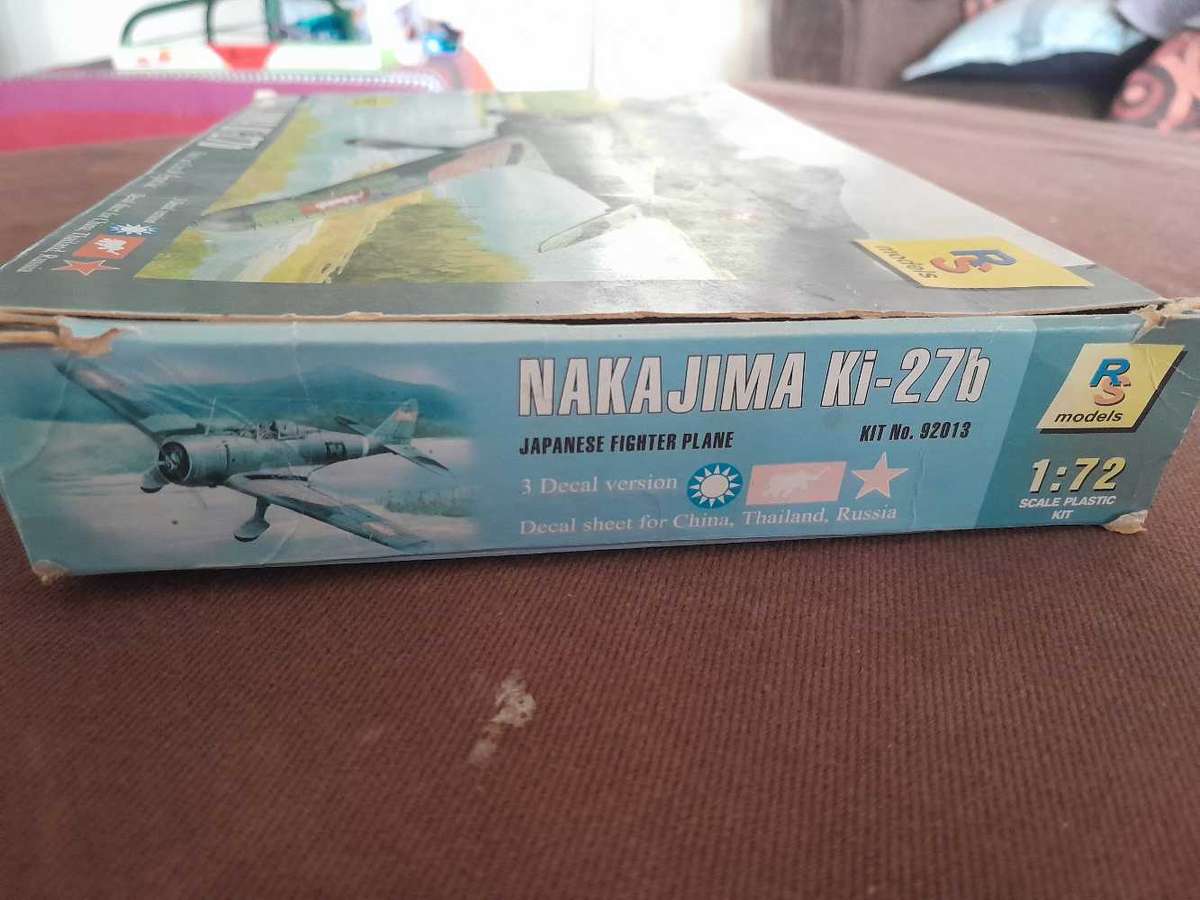 RS
models
NAKAJIMA Ki-27b
JAPANESE FIGHTER PLANE
KIT No. 92013
3 Decal version
Decal sheet for China, Thailand, Russia
RS
models
1:72
SCALE PLASTIC
KIT